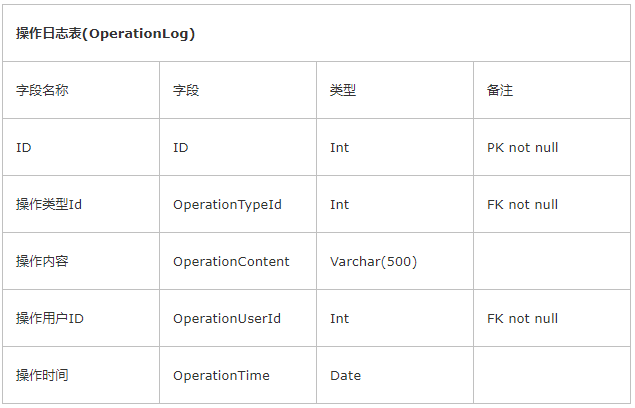 操作日志表(OperationLog)
字段名称 字段 类型 备注
ID ID Int PK not null
操作类型Id OperationTypeId Int FK not null
操作内容 OperationContent Varchar(500)
操作用户ID OperationUserId Int FK not null
操作时间 OperationTime Date